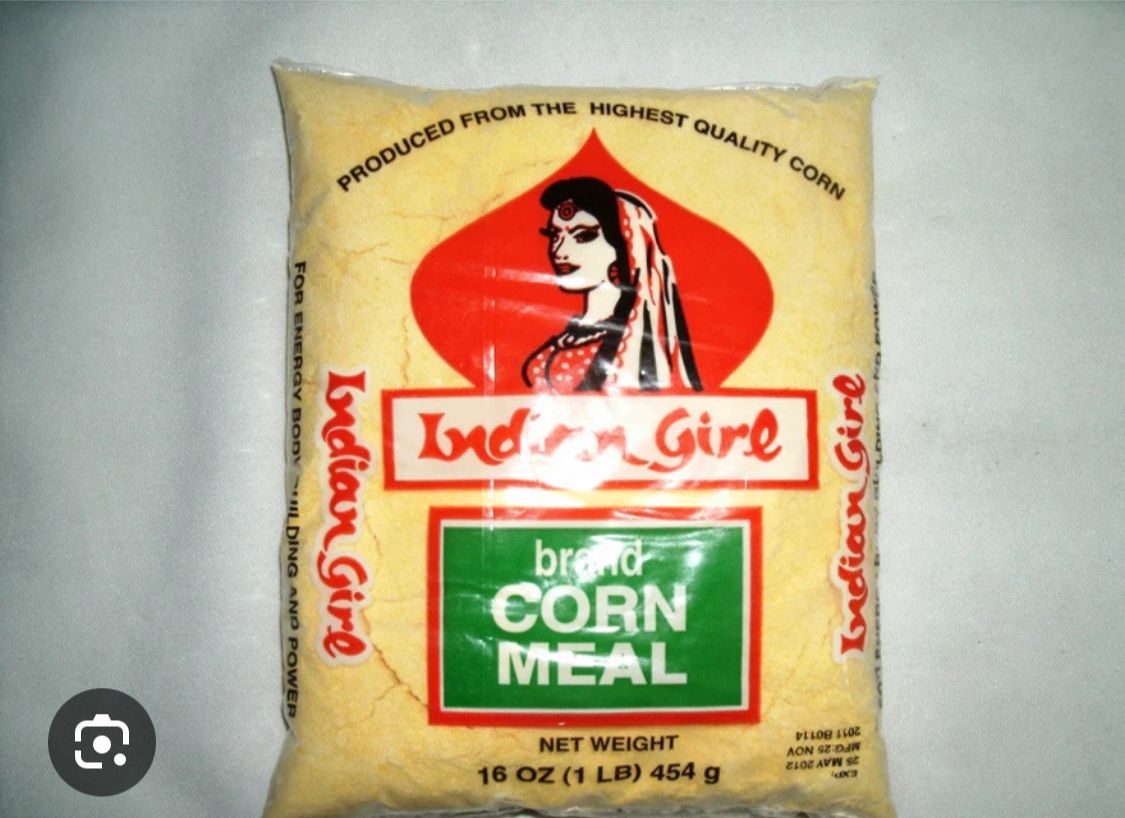 PRODUCED FROM THE HIGHEST QUALITY CORN
Indian Girl
brand
CORN
MEAL
NET WEIGHT
16 OZ (1 LB) 454 g
Indian Girl
FOR ENERGY BODY BUILDING AND POWER
Indian Girl
EXP:
25 MAY 2012
MFG:25 NOV
2011 B0114